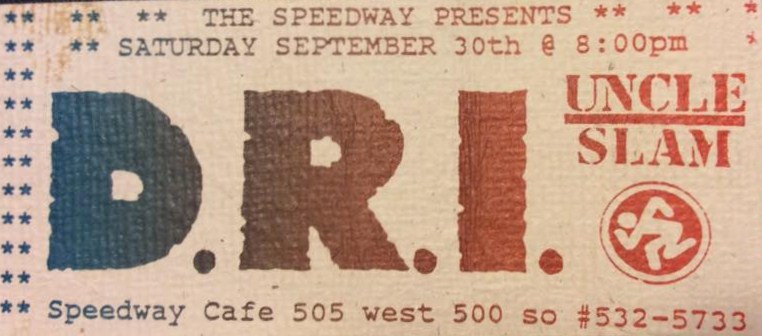 ** ** ** THE SPEEDWAY PRESENTS ** ** *
** ** SATURDAY SEPTEMBER 30th @ 8:00pm *
**
**
**
**
**
**
**
**
D.R.I.
UNCLE
SLAM
** Speedway Cafe 505 west 500 so #532-5733